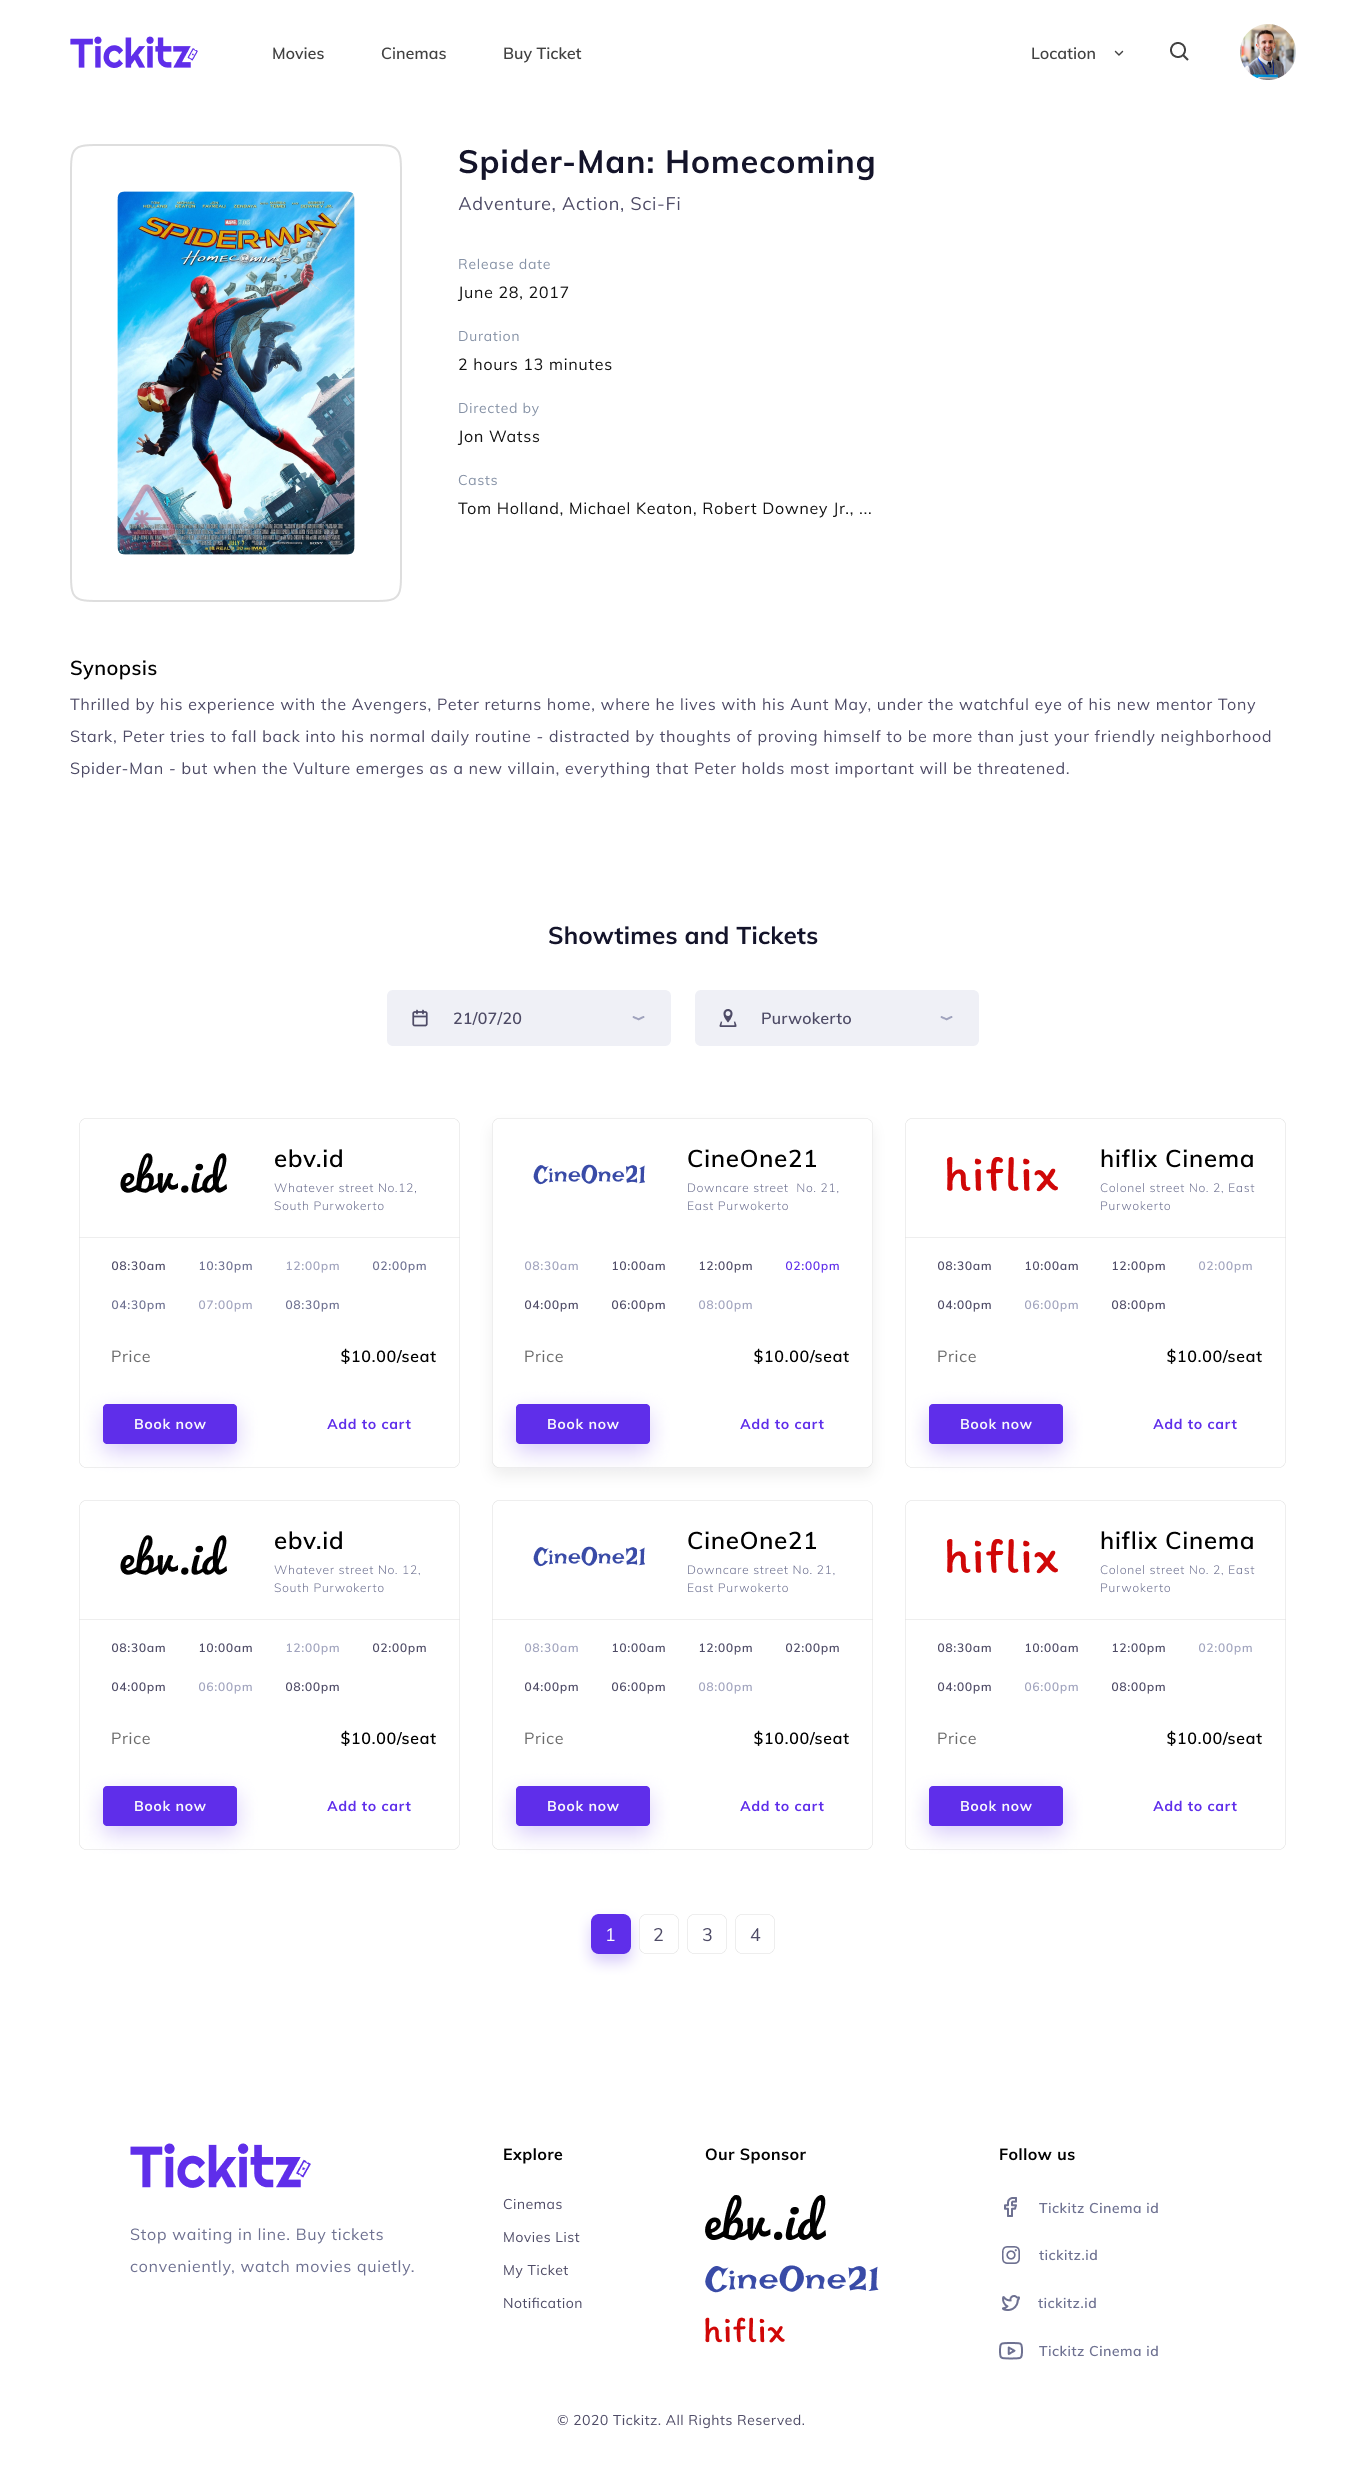 Tickitz
Movies
Cinemas
Buy Ticket
Location
SPIDER-MAN
Homecoming
Spider-Man: Homecoming
Adventure, Action, Sci-Fi
Release date
June 28, 2017
Duration
2 hours 13 minutes
Directed by
Jon Watss
Casts
Tom Holland, Michael Keaton, Robert Downey Jr., ...
Synopsis
Thrilled by his experience with the Avengers, Peter returns home, where he lives with his Aunt May, under the watchful eye of his new mentor Tony
Stark, Peter tries to fall back into his normal daily routine - distracted by thoughts of proving himself to be more than just your friendly neighborhood
Spider-Man - but when the Vulture emerges as a new villain, everything that Peter holds most important will be threatened.
Showtimes and Tickets
21/07/20
Purwokerto
ebv.id
ebv.id
Whatever street No.12,
South Purwokerto
08:30am 10:30pm 12:00pm 02:00pm
04:30pm 07:00pm 08:30pm
Price $10.00/seat
Book now Add to cart
CineOne21
CineOne21
Downcare street  No. 21,
East Purwokerto
08:30am 10:00am 12:00pm 02:00pm
04:00pm 06:00pm 08:00pm
Price $10.00/seat
Book now Add to cart
hiflix
hiflix Cinema
Colonel street No. 2, East
Purwokerto
08:30am 10:00am 12:00pm 02:00pm
04:00pm 06:00pm 08:00pm
Price $10.00/seat
Book now Add to cart
ebv.id
ebv.id
Whatever street No. 12,
South Purwokerto
08:30am 10:00am 12:00pm 02:00pm
04:00pm 06:00pm 08:00pm
Price $10.00/seat
Book now Add to cart
CineOne21
CineOne21
Downcare street No. 21,
East Purwokerto
08:30am 10:00am 12:00pm 02:00pm
04:00pm 06:00pm 08:00pm
Price $10.00/seat
Book now Add to cart
hiflix
hiflix Cinema
Colonel street No. 2, East
Purwokerto
08:30am 10:00am 12:00pm 02:00pm
04:00pm 06:00pm 08:00pm
Price $10.00/seat
Book now Add to cart
1 2 3 4
Tickitz
Stop waiting in line. Buy tickets
conveniently, watch movies quietly.
Explore
Cinemas
Movies List
My Ticket
Notification
Our Sponsor
ebv.id
CineOne21
hiflix
Follow us
Tickitz Cinema id
tickitz.id
tickitz.id
Tickitz Cinema id
© 2020 Tickitz. All Rights Reserved.